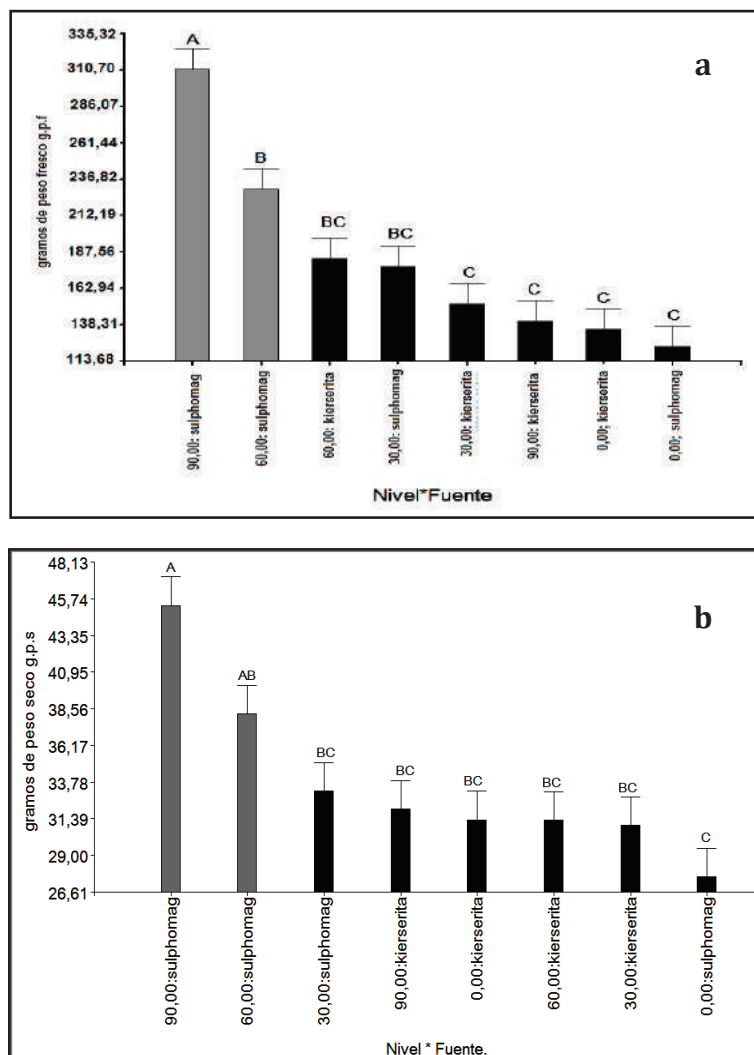 a
gramos de peso fresco g.p.f
335,32
310,70
286,07
261,44
236,82
212,19
187,56
162,94
138,31
113,68
A
B
BC
BC
C
C
C
C
90,00: sulphomag
60,00: sulphomag
60,00: kierserita
30,00: sulphomag
30,00: kierserita
90,00: kierserita
0,00; kierserita
0,00; sulphomag
Nivel*Fuente
b
gramos de peso seco g.p.s
48,13
45,74
43,35
40,95
38,56
36,17
33,78
31,39
29,00
26,61
A
AB
BC
BC
BC
BC
BC
C
90,00:sulphomag
60,00:sulphomag
30,00:sulphomag
90,00:kierserita
0,00:kierserita
60,00:kierserita
30,00:kierserita
0,00:sulphomag
Nivel * Fuente.